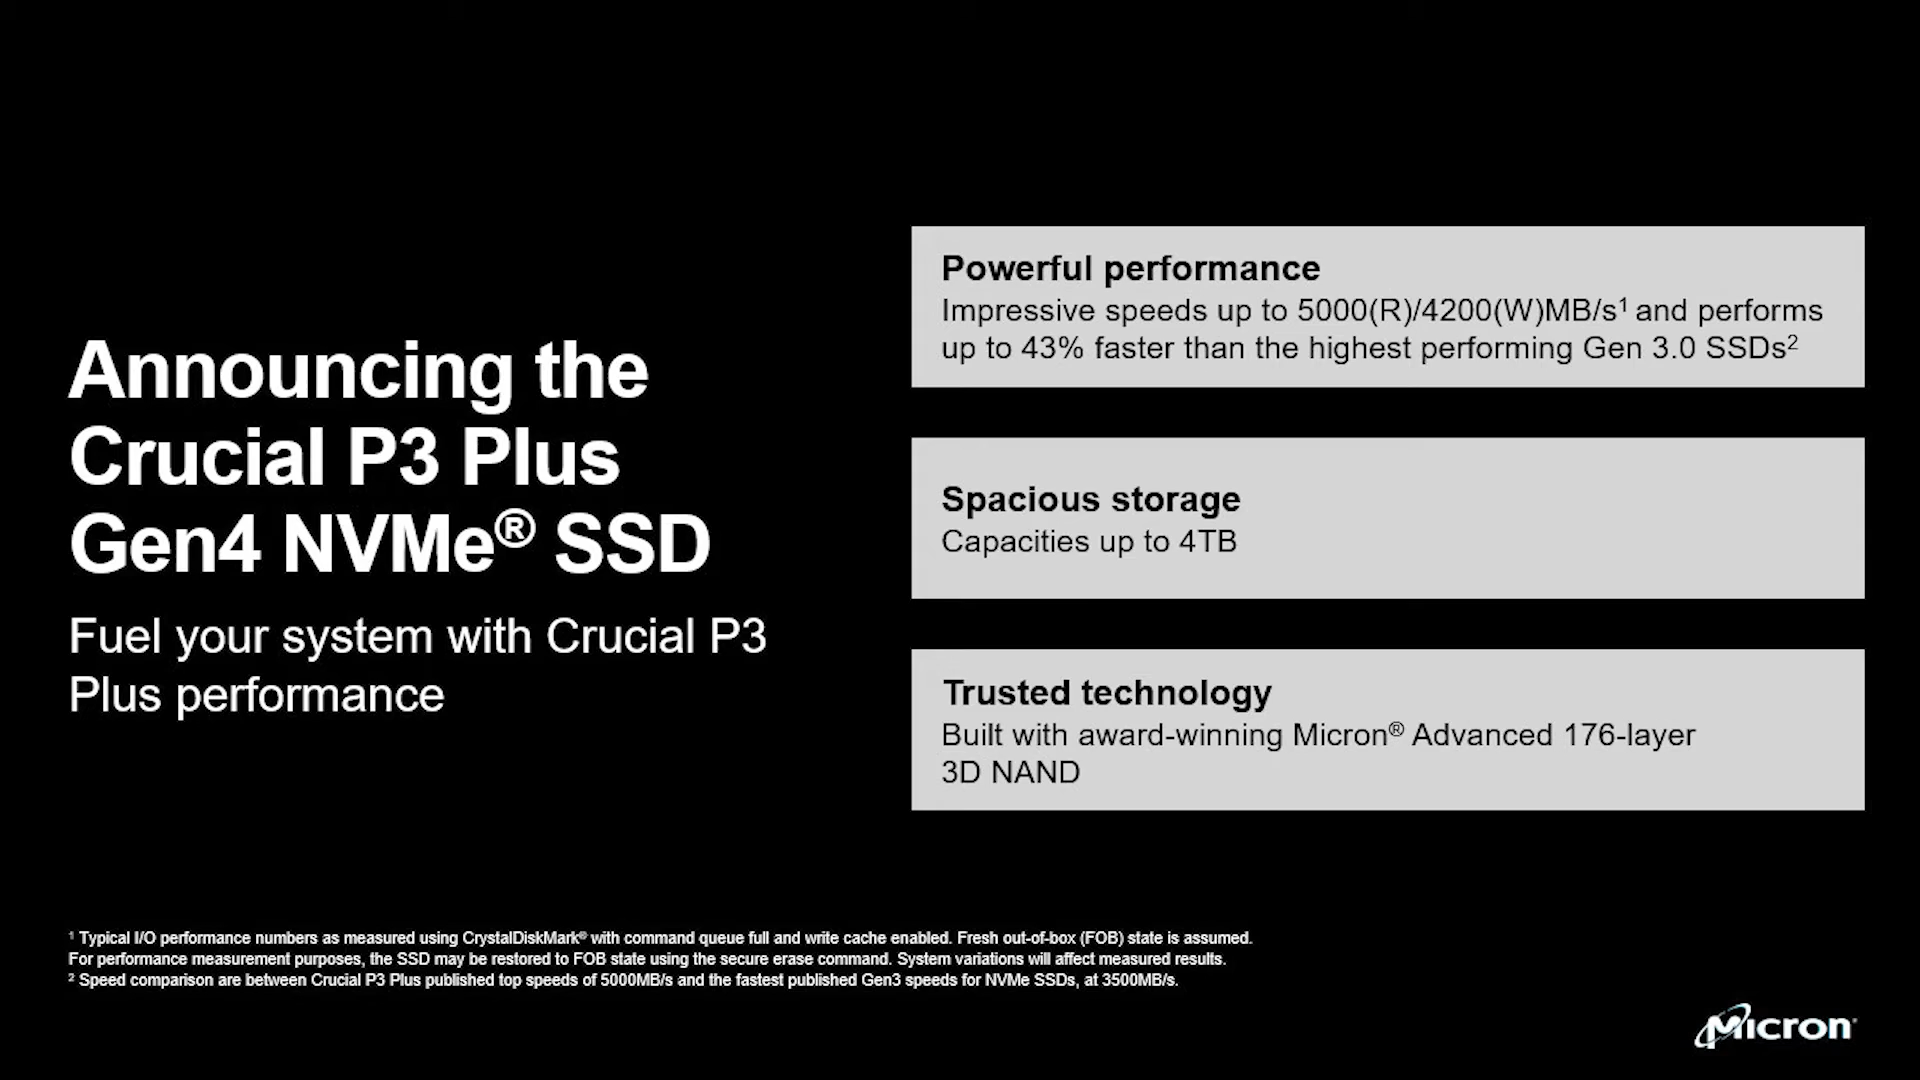 Announcing the
Crucial P3 Plus
Gen4 NVMe® SSD
Fuel your system with Crucial P3
Plus performance
Powerful performance
Impressive speeds up to 5000(R)/4200(W)MB/s¹ and performs
up to 43% faster than the highest performing Gen 3.0 SSDs²
Spacious storage
Capacities up to 4TB
Trusted technology
Built with award-winning Micron® Advanced 176-layer
3D NAND
¹ Typical I/O performance numbers as measured using CrystalDiskMark® with command queue full and write cache enabled. Fresh out-of-box (FOB) state is assumed.
For performance measurement purposes, the SSD may be restored to FOB state using the secure erase command. System variations will affect measured results.
² Speed comparison are between Crucial P3 Plus published top speeds of 5000MB/s and the fastest published Gen3 speeds for NVMe SSDs, at 3500MB/s.
Micron